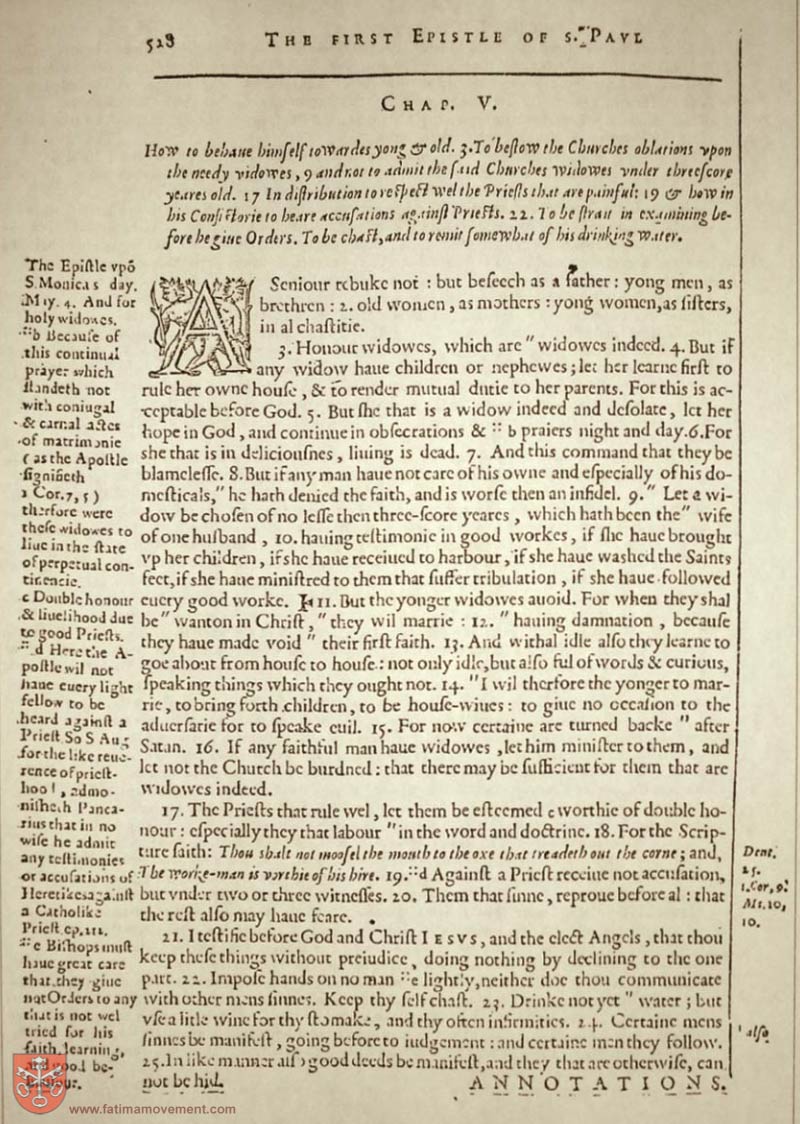 528 THE FIRST EPISTLE OF S. PAVL
CHAP. V.
How to behaue himself towardes yong & old. 3. To bestow the Churches oblations vpon
the needy vidowes, 9 and not to admit the said Churches vvidowes vnder threescore
yeares old. 17 In distribution to respect wel the Priests that are painful: 19 & how in
his Consistorie to heare accusations against Priests. 22. To be strait in examining be-
fore he giue Orders. To be chast, and to remit somewhat of his drinking water.
The Epistle vpõ
S Monicas day.
May. 4. And for
holy widowes.
"b Because of
this continual
prayer which
standeth not
with coniugal
& carnal actes
of matrimonie
(as the Apostle
signifieth
1 Cor. 7, 5)
therfore were
these widowes to
liue in the state
of perpetual con-
tinencie.
c Double honour
& liuelihood due
to good Priests.
"d Here the A-
postle wil not
haue euery light
fellow to be
heard against a
Priest So S Aug
for the like reue-
rence of priest-
hood, admo-
nisheth Panca-
rius that in no
wise he admit
any testimonies
or accusations of
Heretikes against
a Catholike
Priest ep. 212.
"e Bishops must
haue great care
that they giue
not Orders to any
that is not wel
tried for his
faith, learning,
and good be-
hauiour.
A Seniour rebuke not : but beseech as a father : yong men, as
brethren : 2. old women, as mothers : yong women, as sisters,
in al chastitie.
3. Honour widowes, which are " widowes indeed. 4. But if
any widow haue children or nephewes; let her learne first to
rule her owne house, & to render mutual dutie to her parents. For this is ac-
ceptable before God. 5. But she that is a widow indeed and desolate, let her
hope in God, and continue in obsecrations & " b praiers night and day. 6. For
she that is in deliciousnes, liuing is dead. 7. And this command that they be
blamelesse. 8. But if any man haue not care of his owne and especially of his do-
mesticals, " he hath denied the faith, and is worse then an infidel. 9. " Let a wi-
dow be chosen of no lesse then three-score yeares, which hath been the " wife
of one husband, 10. hauing testimonie in good workes, if she haue brought
vp her children, if she haue receiued to harbour, if she haue washed the Saints
feet, if she haue ministred to them that suffer tribulation, if she haue followed
euery good worke. 11. But the yonger widowes auoid. For when they shal
be " wanton in Christ, " they wil marrie : 12. " hauing damnation, because
they haue made void " their first faith. 13. And withal idle also they learne to
goe about from house to house : not only idle, but also ful of words & curious,
speaking things which they ought not. 14. " I wil therfore the yonger to mar-
rie, to bring forth children, to be house-wiues : to giue no occasion to the
aduersarie for to speake euil. 15. For now certaine are turned backe " after
Satan. 16. If any faithful man haue widowes, let him minister to them, and
let not the Church be burdned : that there may be sufficient for them that are
widowes indeed.
17. The Priests that rule wel, let them be esteemed c worthie of double ho-
nour : especially they that labour " in the word and doctrine. 18. For the Scrip-
ture saith: Thou shalt not moosel the mouth to the oxe that treadeth out the corne; and,
The worke-man is vvorthie of his hire. 19. "d Against a Priest receiue not accusation,
but vnder two or three witnesses. 20. Them that sinne, reproue before al : that
the rest also may haue feare.
21. I testifie before God and Christ IESVS, and the elect Angels, that thou
keep these things without preiudice, doing nothing by declining to the one
part. 22. Impose hands on no man "e lightly, neither doe thou communicate
with other mens sinnes. Keep thy self chast. 23. Drinke not yet " water ; but
vse a litle wine for thy stomake, and thy often infirmities. 24. Certaine mens
sinnes be manifest, going before to iudgement : and certaine men they follow.
25. In like manner also good deeds be manifest, and they that are otherwise, can
not be hid.
ANNOTATIONS.
Deut.
25.
1. Cor, 9.
Mt. 10,
10.
' also
www.fatimamovement.com